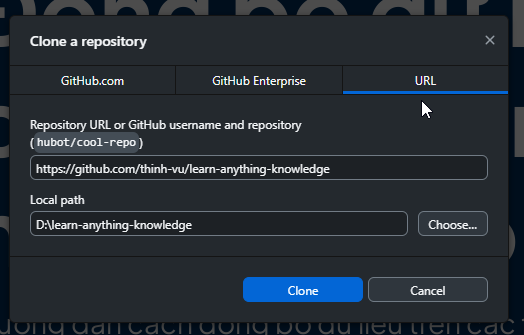 Clone a repository
GitHub.com
GitHub Enterprise
URL
Repository URL or GitHub username and repository
(hubot/cool-repo)
https://github.com/thinh-vu/learn-anything-knowledge
Local path
D:\learn-anything-knowledge
Choose...
Clone
Cancel